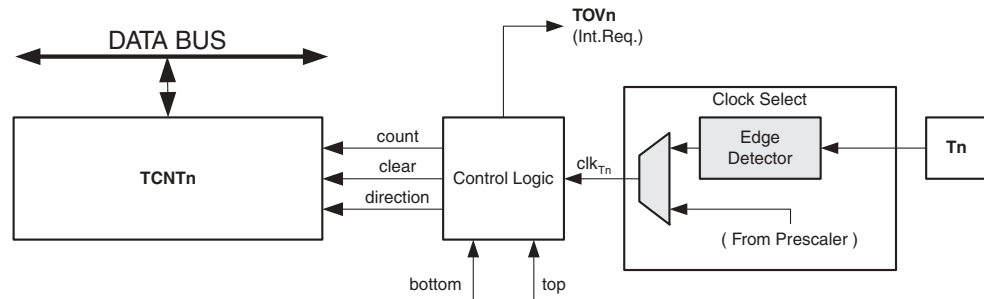 TOVn
(Int.Req.)
DATA BUS
Clock Select
count
Edge
Detector
Tn
TCNTn
clear
Control Logic
clkTn
direction
( From Prescaler )
bottom
top